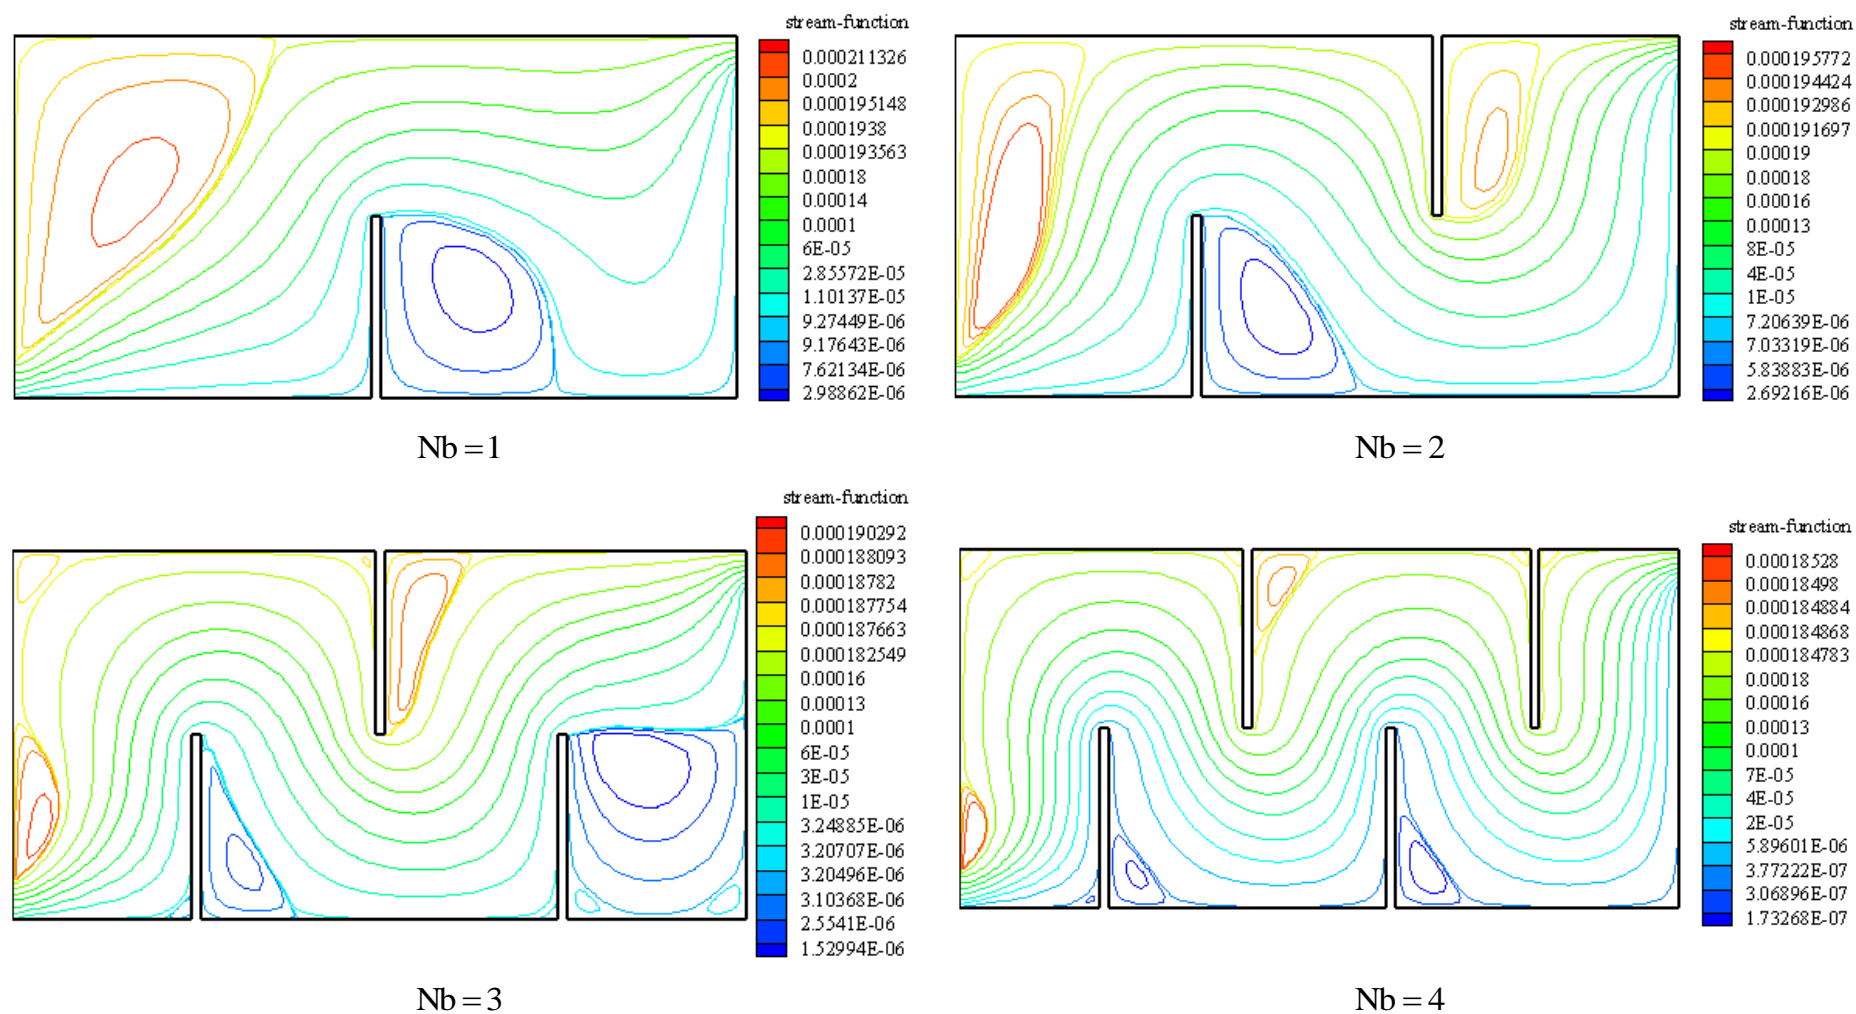 stream-function
0.000211326
0.0002
0.000195148
0.0001938
0.000193563
0.00018
0.00014
0.0001
6E-05
2.85572E-05
1.10137E-05
9.27449E-06
9.17643E-06
7.62134E-06
2.98862E-06
Nb = 1
stream-function
0.000195772
0.000194424
0.000192986
0.000191697
0.00019
0.00018
0.00016
0.00013
8E-05
4E-05
1E-05
7.20639E-06
7.03319E-06
5.83883E-06
2.69216E-06
Nb = 2
stream-function
0.000190292
0.000188093
0.00018782
0.000187754
0.000187663
0.000182549
0.00016
0.00013
0.0001
6E-05
3E-05
1E-05
3.24885E-06
3.20707E-06
3.20496E-06
3.10368E-06
2.5541E-06
1.52994E-06
Nb = 3
stream-function
0.00018528
0.00018498
0.000184884
0.000184868
0.000184783
0.00018
0.00016
0.00013
0.0001
7E-05
4E-05
2E-05
5.89601E-06
3.77222E-07
3.06896E-07
1.73268E-07
Nb = 4